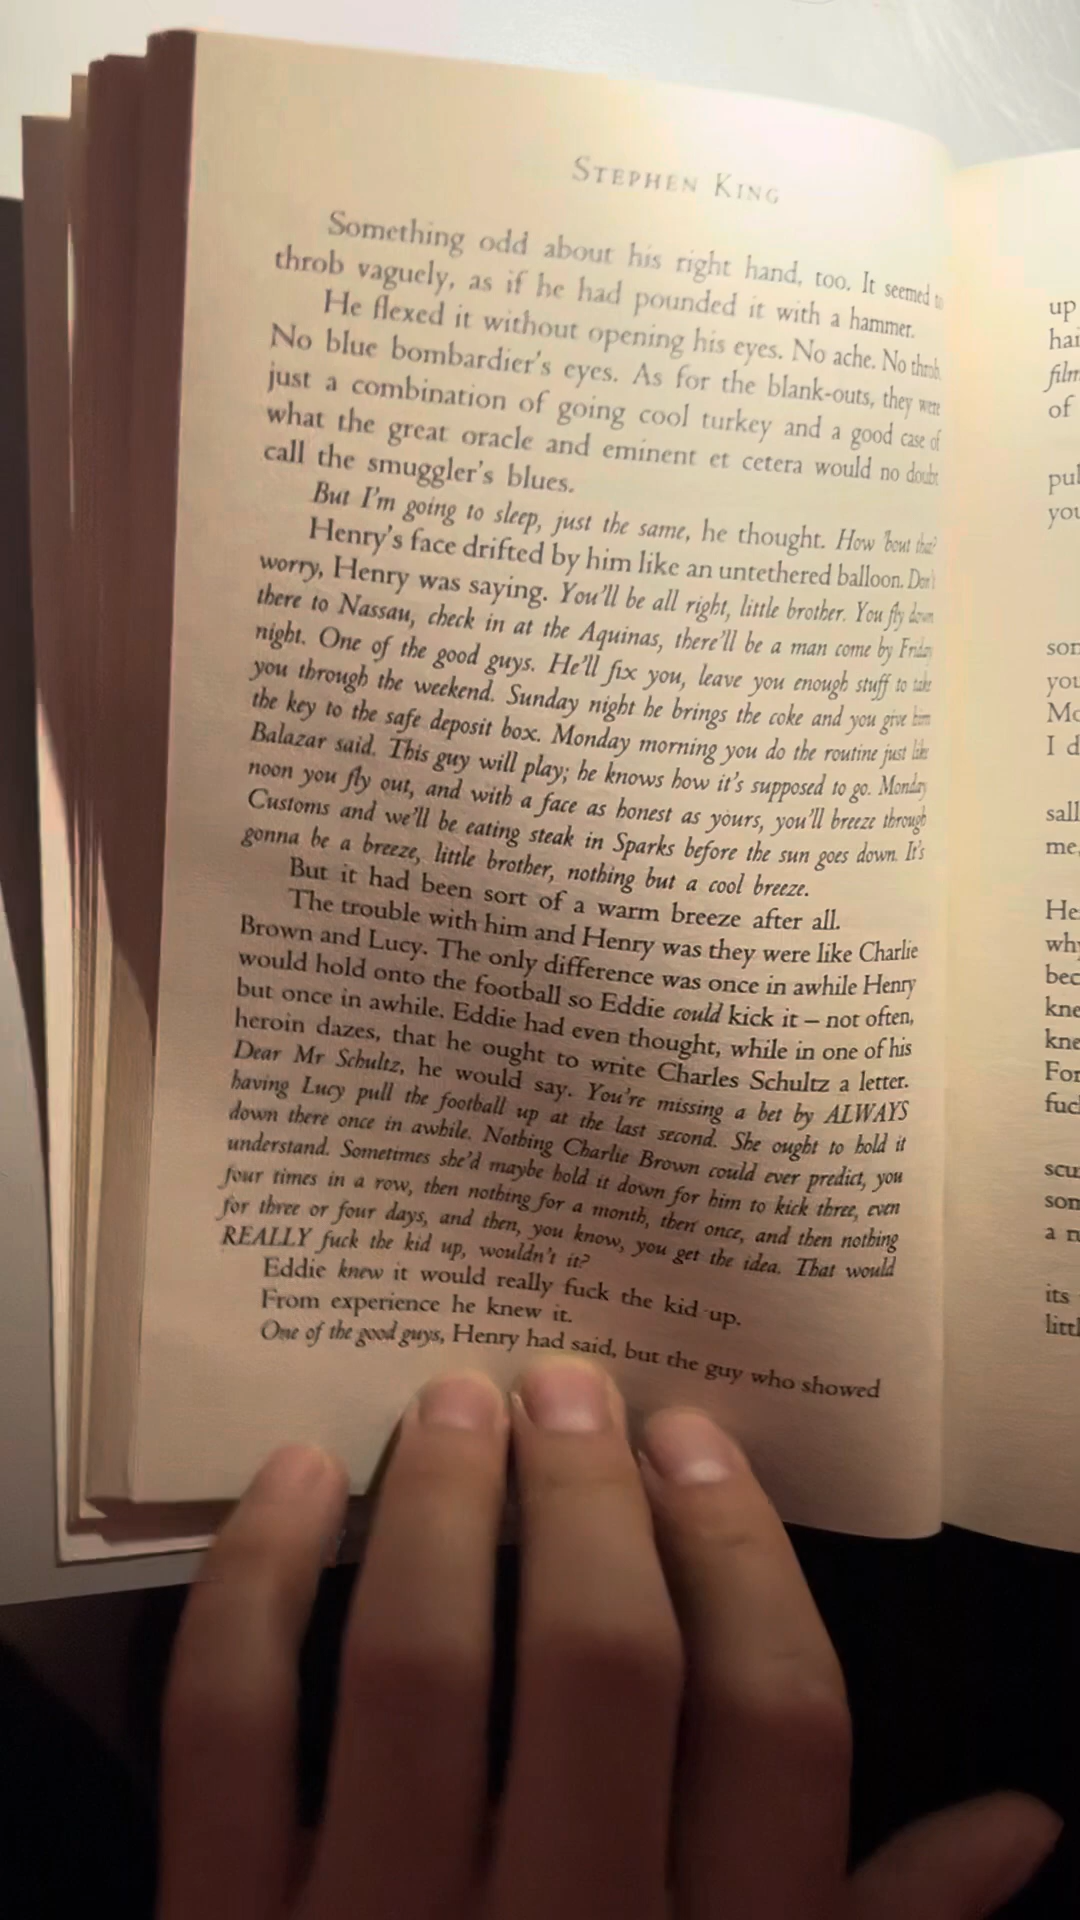 STEPHEN KING
Something odd about his right hand, too. It seemed to
throb vaguely, as if he had pounded it with a hammer.
He flexed it without opening his eyes. No ache. No throb.
No blue bombardier's eyes. As for the blank-outs, they were
just a combination of going cool turkey and a good case of
what the great oracle and eminent et cetera would no doubt
call the smuggler's blues.
But I'm going to sleep, just the same, he thought. How 'bout that?
Henry's face drifted by him like an untethered balloon. Don't
worry, Henry was saying. You'll be all right, little brother. You fly down
there to Nassau, check in at the Aquinas, there'll be a man come by Friday
night. One of the good guys. He'll fix you, leave you enough stuff to take
you through the weekend. Sunday night he brings the coke and you give him
the key to the safe deposit box. Monday morning you do the routine just like
Balazar said. This guy will play; he knows how it's supposed to go. Monday
noon you fly out, and with a face as honest as yours, you'll breeze through
Customs and we'll be eating steak in Sparks before the sun goes down. It's
gonna be a breeze, little brother, nothing but a cool breeze.
But it had been sort of a warm breeze after all.
The trouble with him and Henry was they were like Charlie
Brown and Lucy. The only difference was once in awhile Henry
would hold onto the football so Eddie could kick it – not often,
but once in awhile. Eddie had even thought, while in one of his
heroin dazes, that he ought to write Charles Schultz a letter.
Dear Mr Schultz, he would say. You're missing a bet by ALWAYS
having Lucy pull the football up at the last second. She ought to hold it
down there once in awhile. Nothing Charlie Brown could ever predict, you
understand. Sometimes she'd maybe hold it down for him to kick three, even
four times in a row, then nothing for a month, then once, and then nothing
for three or four days, and then, you know, you get the idea. That would
REALLY fuck the kid up, wouldn't it?
Eddie knew it would really fuck the kid up.
From experience he knew it.
One of the good guys, Henry had said, but the guy who showed
up
hai
film
of
pul
you
son
you
Mo
I d
sall
me,
He
why
bec
kne
kne
For
fuc
scu
son
its
littl